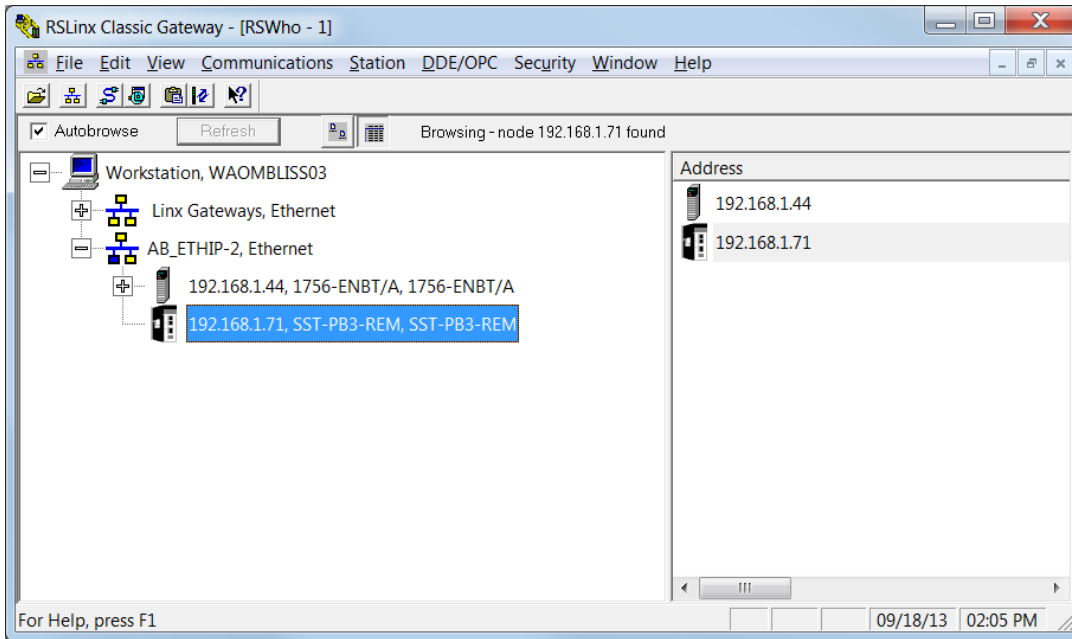 RSLinx Classic Gateway - [RSWho - 1]
File Edit View Communications Station DDE/OPC Security Window Help
Autobrowse Refresh Browsing - node 192.168.1.71 found
Workstation, WAOMBLISS03
Linx Gateways, Ethernet
AB_ETHIP-2, Ethernet
192.168.1.44, 1756-ENBT/A, 1756-ENBT/A
192.168.1.71, SST-PB3-REM, SST-PB3-REM
Address
192.168.1.44
192.168.1.71
For Help, press F1 09/18/13 02:05 PM